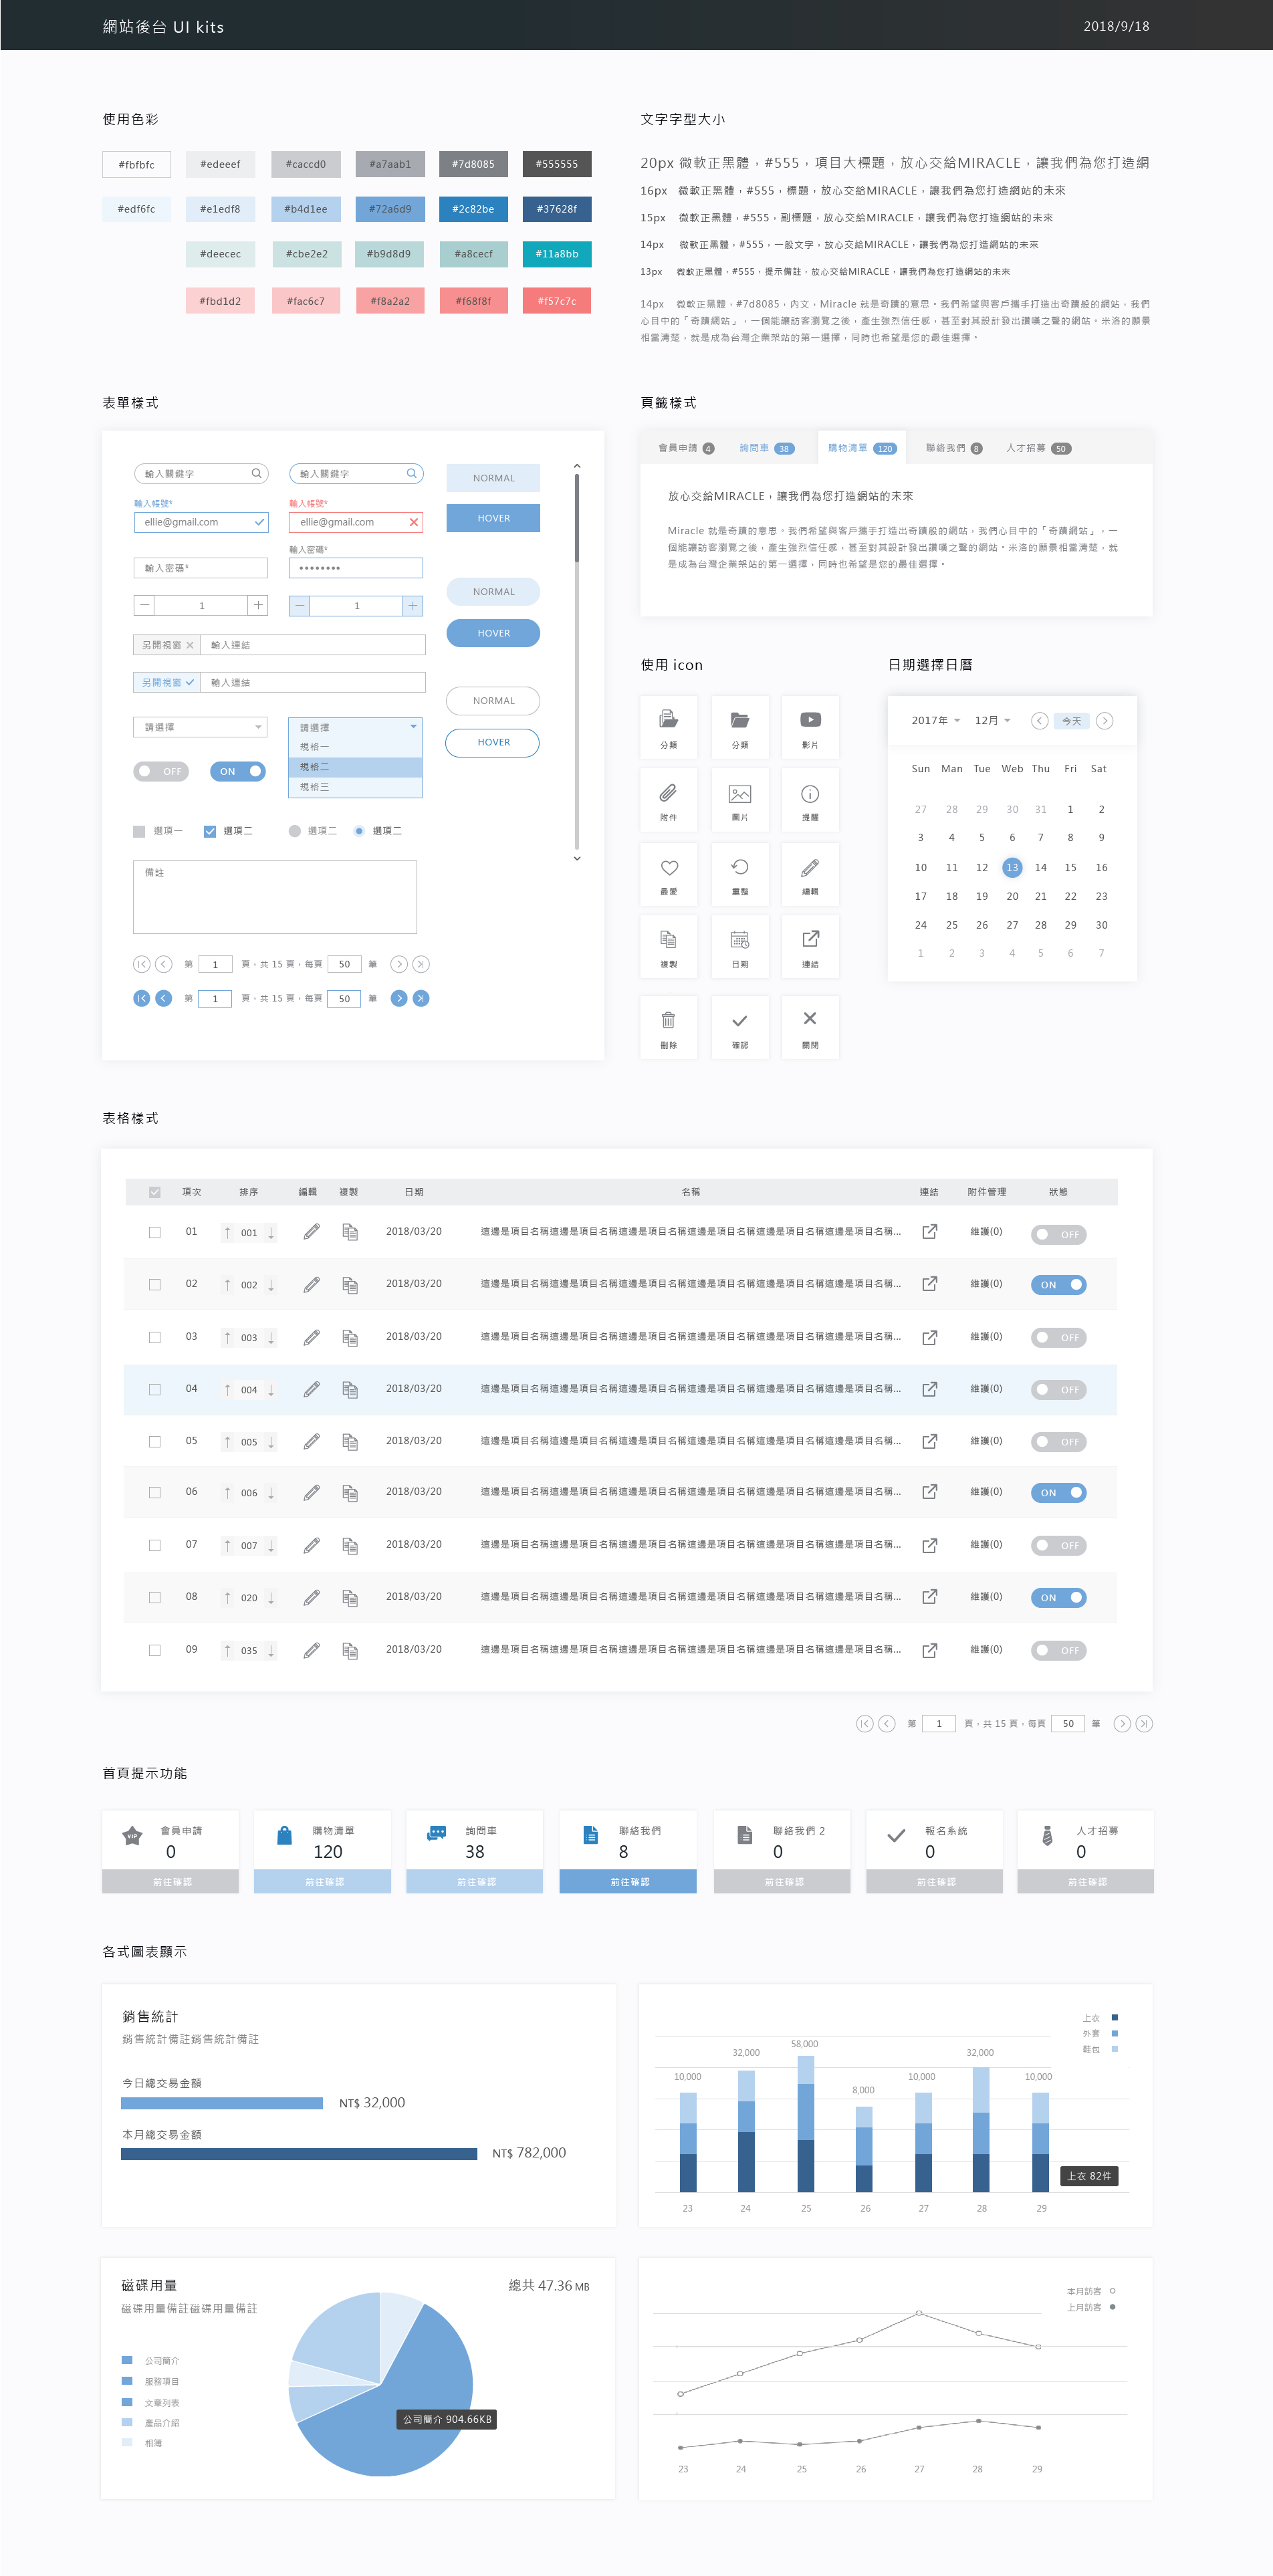 網站後台 UI kits
2018/9/18
使用色彩
#fbfbfc #edeeef #caccd0 #a7aab1 #7d8085 #555555
#edf6fc #e1edf8 #b4d1ee #72a6d9 #2c82be #37628f
#deecec #cbe2e2 #b9d8d9 #a8cecf #11a8bb
#fbd1d2 #fac6c7 #f8a2a2 #f68f8f #f57c7c
文字字型大小
20px 微軟正黑體，#555，項目大標題，放心交給MIRACLE，讓我們為您打造網
16px 微軟正黑體，#555，標題，放心交給MIRACLE，讓我們為您打造網站的未來
15px 微軟正黑體，#555，副標題，放心交給MIRACLE，讓我們為您打造網站的未來
14px 微軟正黑體，#555，一般文字，放心交給MIRACLE，讓我們為您打造網站的未來
13px 微軟正黑體，#555，提示備註，放心交給MIRACLE，讓我們為您打造網站的未來
14px 微軟正黑體，#7d8085，內文，Miracle 就是奇蹟的意思。我們希望與客戶攜手打造出奇蹟般的網站，我們
心目中的「奇蹟網站」，一個能讓訪客瀏覽之後，產生強烈信任感，甚至對其設計發出讚嘆之聲的網站。米洛的願景
相當清楚，就是成為台灣企業架站的第一選擇，同時也希望是您的最佳選擇。
表單樣式
輸入關鍵字 輸入關鍵字 NORMAL
輸入帳號* 輸入帳號*
ellie@gmail.com ellie@gmail.com HOVER
輸入密碼*
輸入密碼* ••••••••
NORMAL
1 1
HOVER
另開視窗 輸入連結
另開視窗 輸入連結
NORMAL
請選擇 請選擇
HOVER
規格一
規格二
規格三
OFF ON
選項一 選項二 選項二 選項二
備註
第 1 頁，共 15 頁，每頁 50 筆
第 1 頁，共 15 頁，每頁 50 筆
頁籤樣式
會員申請 4 詢問車 38 購物清單 120 聯絡我們 8 人才招募 50
放心交給MIRACLE，讓我們為您打造網站的未來
Miracle 就是奇蹟的意思。我們希望與客戶攜手打造出奇蹟般的網站，我們心目中的「奇蹟網站」，一
個能讓訪客瀏覽之後，產生強烈信任感，甚至對其設計發出讚嘆之聲的網站。米洛的願景相當清楚，就
是成為台灣企業架站的第一選擇，同時也希望是您的最佳選擇。
使用 icon
分類 分類 影片
附件 圖片 提醒
最愛 重整 編輯
複製 日期 連結
刪除 確認 關閉
日期選擇日曆
2017年 12月 今天
Sun Man Tue Web Thu Fri Sat
27 28 29 30 31 1 2
3 4 5 6 7 8 9
10 11 12 13 14 15 16
17 18 19 20 21 22 23
24 25 26 27 28 29 30
1 2 3 4 5 6 7
表格樣式
項次 排序 編輯 複製 日期 名稱 連結 附件管理 狀態
01 ↑ 001 ↓ 2018/03/20 這邊是項目名稱這邊是項目名稱這邊是項目名稱這邊是項目名稱這邊是項目名稱這邊是項目名稱... 維護(0) OFF
02 ↑ 002 ↓ 2018/03/20 這邊是項目名稱這邊是項目名稱這邊是項目名稱這邊是項目名稱這邊是項目名稱這邊是項目名稱... 維護(0) ON
03 ↑ 003 ↓ 2018/03/20 這邊是項目名稱這邊是項目名稱這邊是項目名稱這邊是項目名稱這邊是項目名稱這邊是項目名稱... 維護(0) OFF
04 ↑ 004 ↓ 2018/03/20 這邊是項目名稱這邊是項目名稱這邊是項目名稱這邊是項目名稱這邊是項目名稱這邊是項目名稱... 維護(0) OFF
05 ↑ 005 ↓ 2018/03/20 這邊是項目名稱這邊是項目名稱這邊是項目名稱這邊是項目名稱這邊是項目名稱這邊是項目名稱... 維護(0) OFF
06 ↑ 006 ↓ 2018/03/20 這邊是項目名稱這邊是項目名稱這邊是項目名稱這邊是項目名稱這邊是項目名稱這邊是項目名稱... 維護(0) ON
07 ↑ 007 ↓ 2018/03/20 這邊是項目名稱這邊是項目名稱這邊是項目名稱這邊是項目名稱這邊是項目名稱這邊是項目名稱... 維護(0) OFF
08 ↑ 020 ↓ 2018/03/20 這邊是項目名稱這邊是項目名稱這邊是項目名稱這邊是項目名稱這邊是項目名稱這邊是項目名稱... 維護(0) ON
09 ↑ 035 ↓ 2018/03/20 這邊是項目名稱這邊是項目名稱這邊是項目名稱這邊是項目名稱這邊是項目名稱這邊是項目名稱... 維護(0) OFF
第 1 頁，共 15 頁，每頁 50 筆
首頁提示功能
VIP 會員申請 購物清單 詢問車 聯絡我們 聯絡我們 2 報名系統 人才招募
0 120 38 8 0 0 0
前往確認 前往確認 前往確認 前往確認 前往確認 前往確認 前往確認
各式圖表顯示
銷售統計
銷售統計備註銷售統計備註
今日總交易金額
NT$ 32,000
本月總交易金額
NT$ 782,000
上衣
外套
鞋包
10,000 32,000 58,000 8,000 10,000 32,000 10,000
上衣 82件
23 24 25 26 27 28 29
磁碟用量
磁碟用量備註磁碟用量備註
總共 47.36 MB
公司簡介
服務項目
文章列表
產品介紹
相簿
公司簡介 904.66KB
本月訪客
上月訪客
23 24 25 26 27 28 29